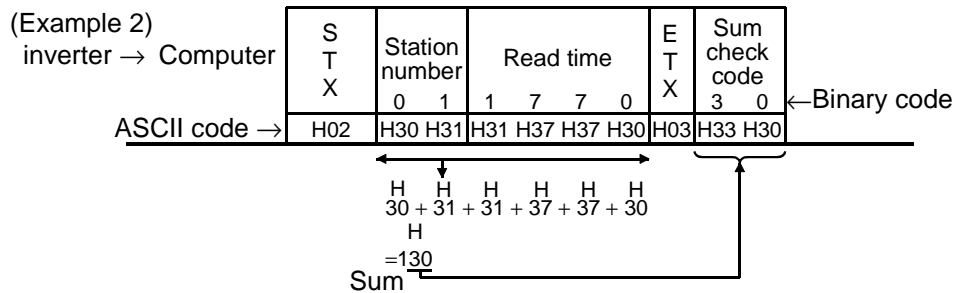 (Example 2)
inverter → Computer
STX
Station number
Read time
ETX
Sum check code
0 1 1 7 7 0 3 0
←Binary code
ASCII code →
H02 H30 H31 H31 H37 H37 H30 H03 H33 H30
H H H H H H
30 + 31 + 31 + 37 + 37 + 30
H
=130
Sum